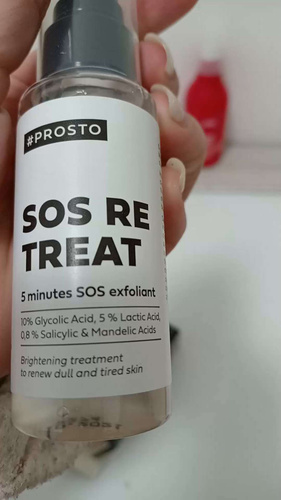 #PROSTO
SOS RE
TREAT
5 minutes SOS exfoliant
10% Glycolic Acid, 5 % Lactic Acid,
0,8 % Salicylic & Mandelic Acids
Brightening treatment
to renew dull and tired skin